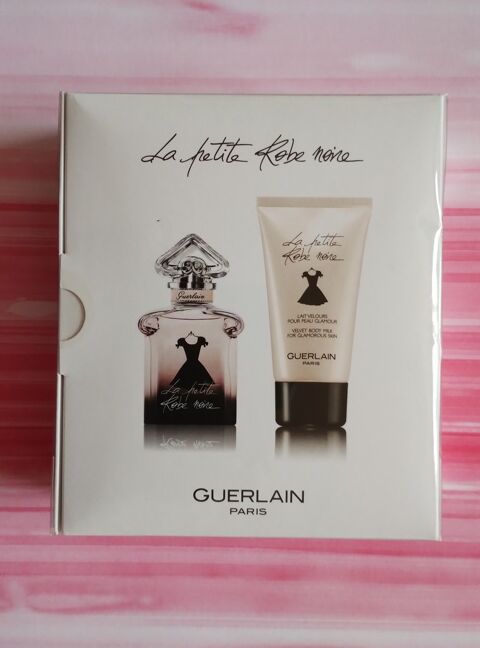 La petite Robe noire
Guerlain
La petite
Robe noire
La petite
Robe noire
LAIT VELOURS
POUR PEAU GLAMOUR
VELVET BODY MILK
FOR GLAMOROUS SKIN
GUERLAIN
PARIS
GUERLAIN
PARIS